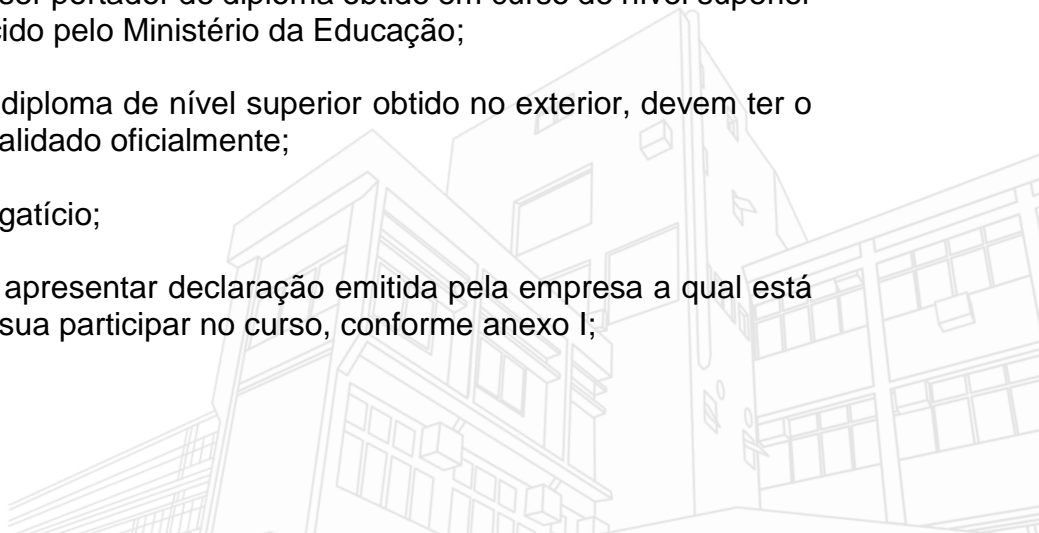 ser portador de diploma obtido em curso de nível superior
cido pelo Ministério da Educação;
diploma de nível superior obtido no exterior, devem ter o
alidado oficialmente;
gatício;
apresentar declaração emitida pela empresa a qual está
sua participar no curso, conforme anexo I;